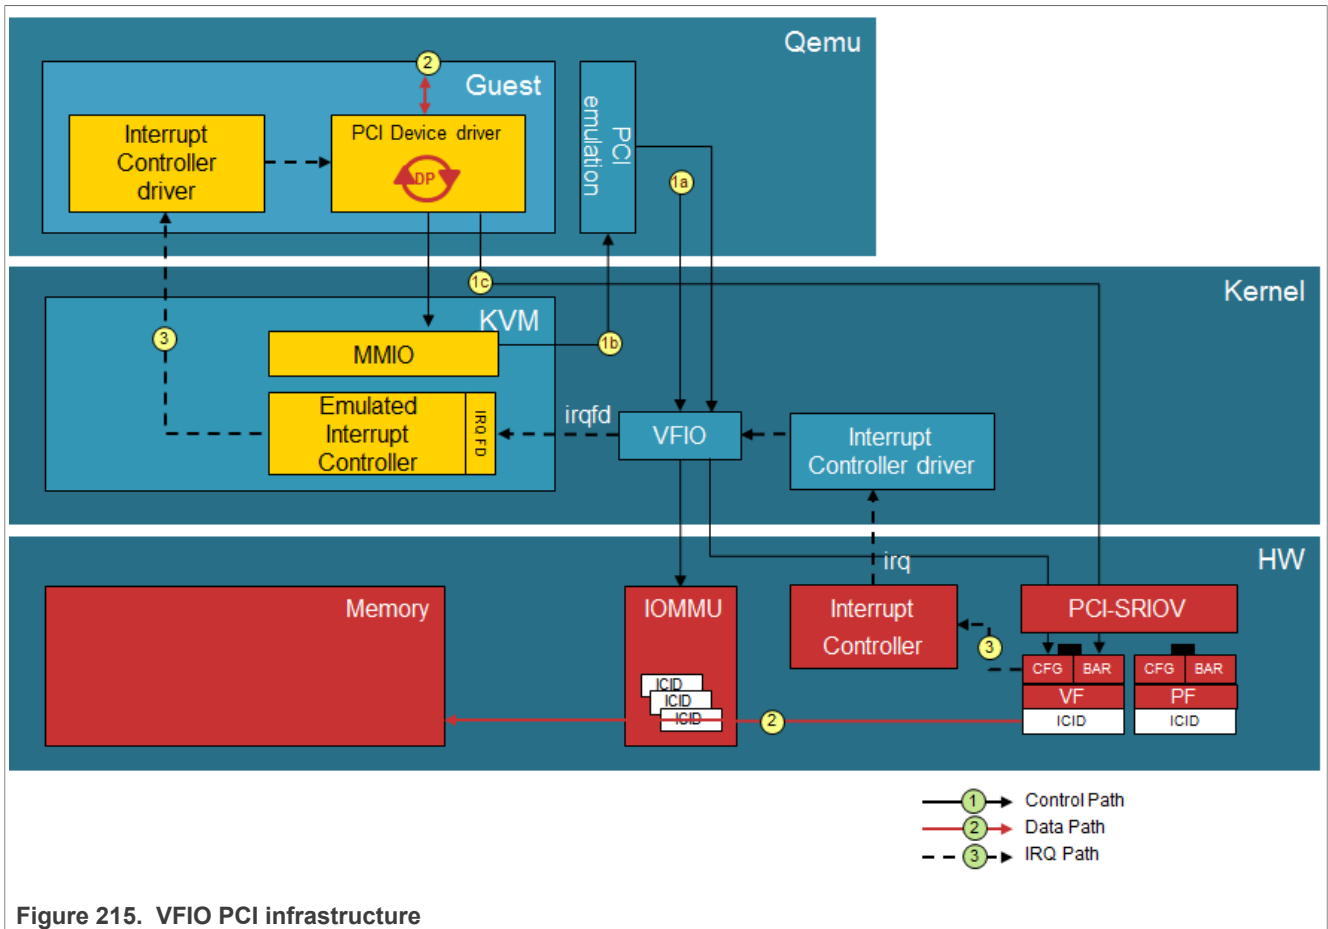 Qemu
Guest
2
Interrupt
Controller
driver
PCI Device driver
DP
PCI
emulation
1a
Kernel
1c
KVM
3
MMIO
1b
Emulated
Interrupt
Controller
IRQ FD
irqfd
VFIO
Interrupt
Controller driver
HW
irq
Memory
IOMMU
ICID
ICID
ICID
Interrupt
Controller
PCI-SRIOV
3
CFG BAR
VF
ICID
CFG BAR
PF
ICID
2
1 Control Path
2 Data Path
3 IRQ Path
Figure 215. VFIO PCI infrastructure